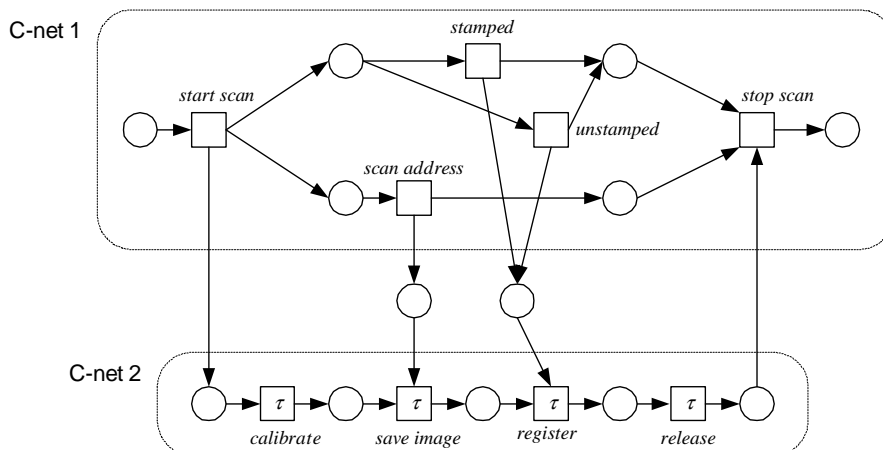 C-net 1
stamped
start scan
stop scan
unstamped
scan address
C-net 2
τ
τ
τ
τ
calibrate
save image
register
release